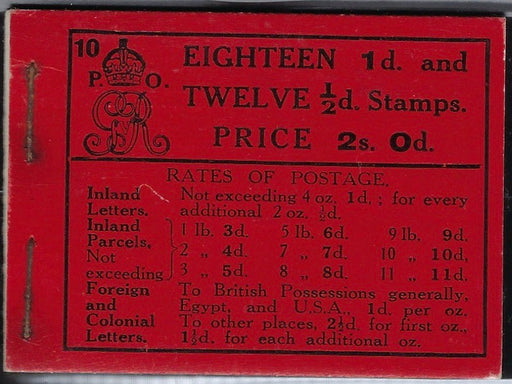 10
P. O.
GVR
EIGHTEEN 1d. and
TWELVE ½d. Stamps.
PRICE 2s. 0d.
RATES OF POSTAGE.
Inland Letters. Not exceeding 4 oz. 1d.; for every additional 2 oz. ½d.
Inland Parcels, Not exceeding
1 lb. 3d. 5 lb. 6d. 9 lb. 9d.
2 „ 4d. 7 „ 7d. 10 „ 10d,
3 „ 5d. 8 „ 8d. 11 „ 11d.
Foreign and Colonial Letters.
To British Possessions generally,
Egypt, and U.S.A., 1d. per oz.
To other places, 2½d. for first oz.,
1½d. for each additional oz.